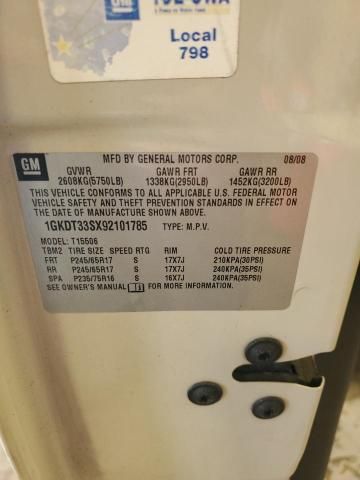 GM
Local
798
GM
MFD BY GENERAL MOTORS CORP. 08/08
GVWR GAWR FRT GAWR RR
2608KG(5750LB) 1338KG(2950LB) 1452KG(3200LB)
THIS VEHICLE CONFORMS TO ALL APPLICABLE U.S. FEDERAL MOTOR
VEHICLE SAFETY AND THEFT PREVENTION STANDARDS IN EFFECT ON
THE DATE OF MANUFACTURE SHOWN ABOVE.
1GKDT33SX92101785 TYPE: M.P.V.
MODEL: T15506
TBM2 TIRE SIZE SPEED RTG RIM COLD TIRE PRESSURE
FRT P245/65R17 S 17X7J 210KPA(30PSI)
RR P245/65R17 S 17X7J 240KPA(35PSI)
SPA P235/75R16 S 16X7J 240KPA(35PSI)
SEE OWNER'S MANUAL FOR MORE INFORMATION.